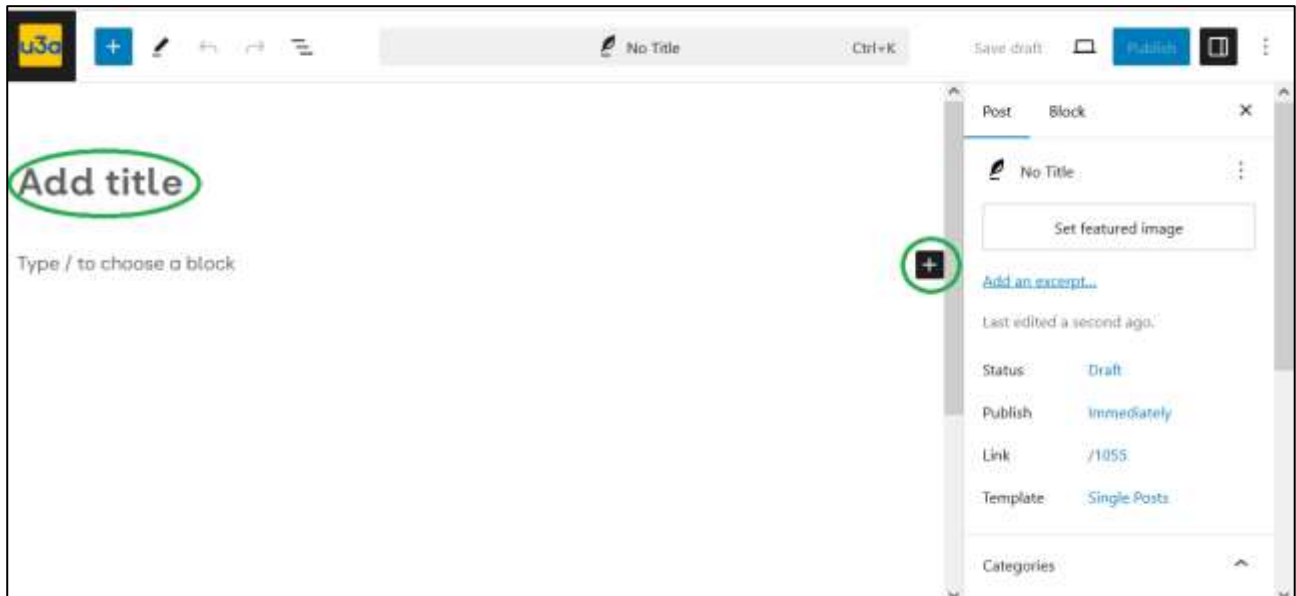 u3a
No Title Ctrl+K Save draft Publish
Post Block
Add title
No Title
Set featured image
Type / to choose a block
Add an excerpt...
Last edited a second ago.
Status Draft
Publish Immediately
Link /1055
Template Single Posts
Categories